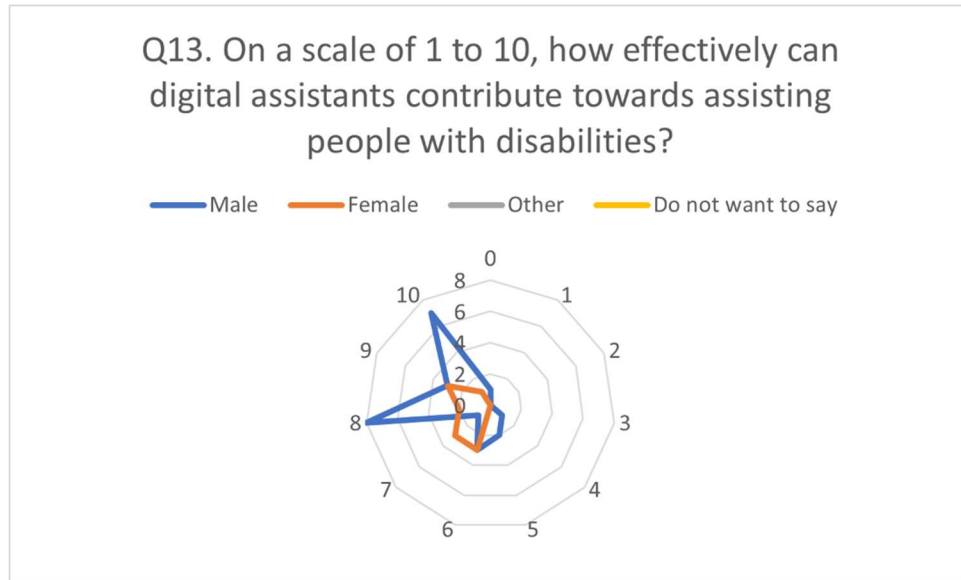 Q13. On a scale of 1 to 10, how effectively can
digital assistants contribute towards assisting
people with disabilities?
Male Female Other Do not want to say
0
8
10 1
6
9 4 2
2
0
8 3
7 4
6 5